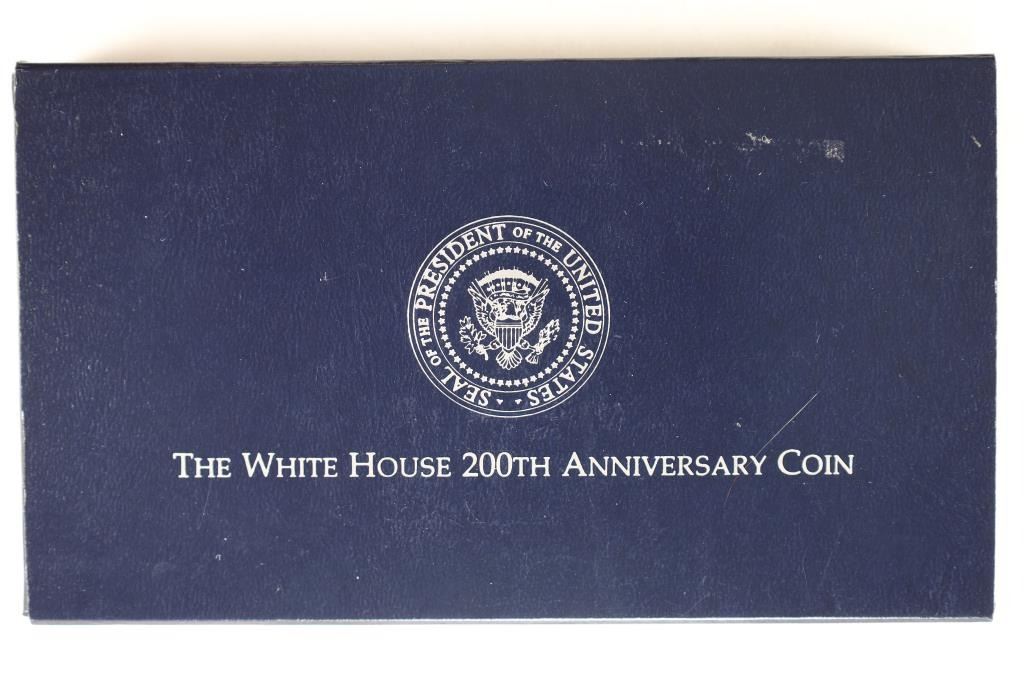 SEAL OF THE PRESIDENT OF THE UNITED STATES
THE WHITE HOUSE 200TH ANNIVERSARY COIN